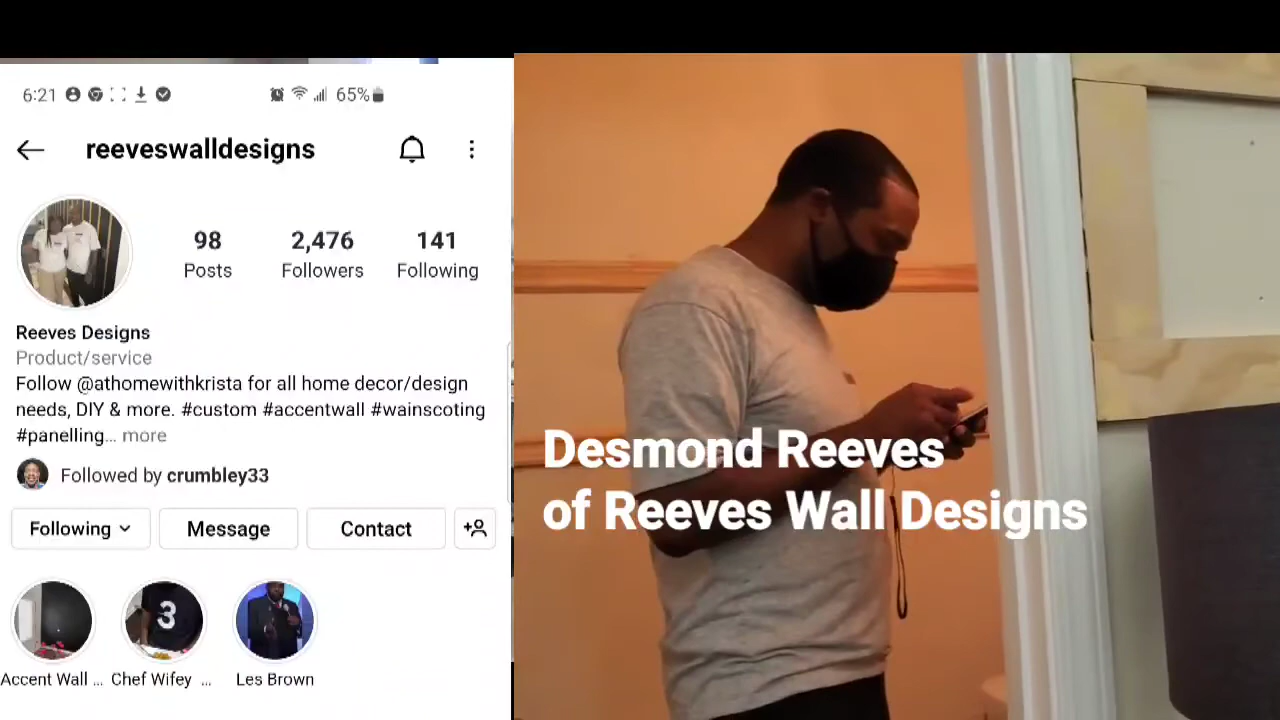 6:21
65%
reeveswalldesigns
98
2,476
141
Posts
Followers
Following
Reeves Designs
Product/service
Follow @athomewithkrista for all home decor/design
needs, DIY & more. #custom #accentwall #wainscoting
#panelling... more
Followed by crumbley33
Following
Message
Contact
3
Accent Wall ...
Chef Wifey ...
Les Brown
Desmond Reeves
of Reeves Wall Designs